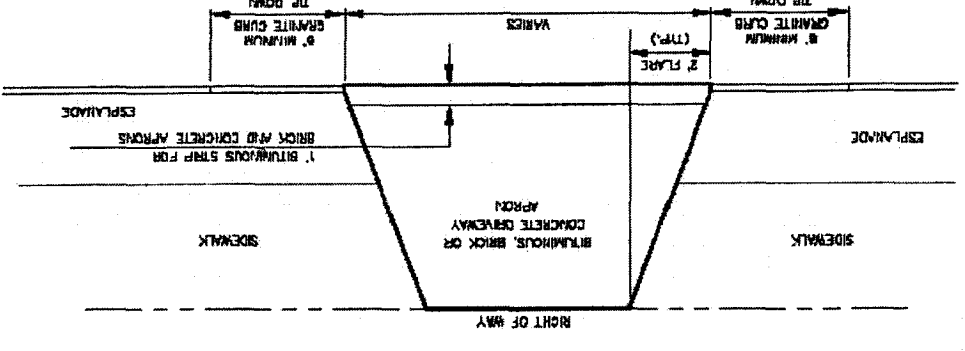 RIGHT OF WAY
SIDEWALK
BITUMINOUS, BRICK OR
CONCRETE DRIVEWAY
APRON
SIDEWALK
ESPLANADE
1' BITUMINOUS STRIP FOR
BRICK AND CONCRETE APRONS
ESPLANADE
6' MINIMUM
GRANITE CURB
TIP DOWN
2' FLARE
(TYP.)
VARIES
6' MINIMUM
GRANITE CURB
TIP DOWN